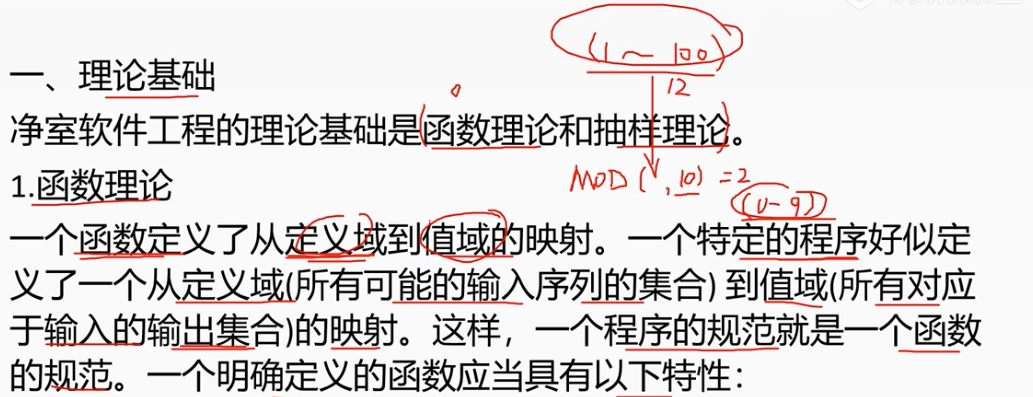 (1~100)
一、理论基础
12
净室软件工程的理论基础是函数理论和抽样理论。
MOD( ,10)=2
1.函数理论
(0-9)
一个函数定义了从定义域到值域的映射。一个特定的程序好似定
义了一个从定义域(所有可能的输入序列的集合) 到值域(所有对应
于输入的输出集合)的映射。这样，一个程序的规范就是一个函数
的规范。一个明确定义的函数应当具有以下特性：